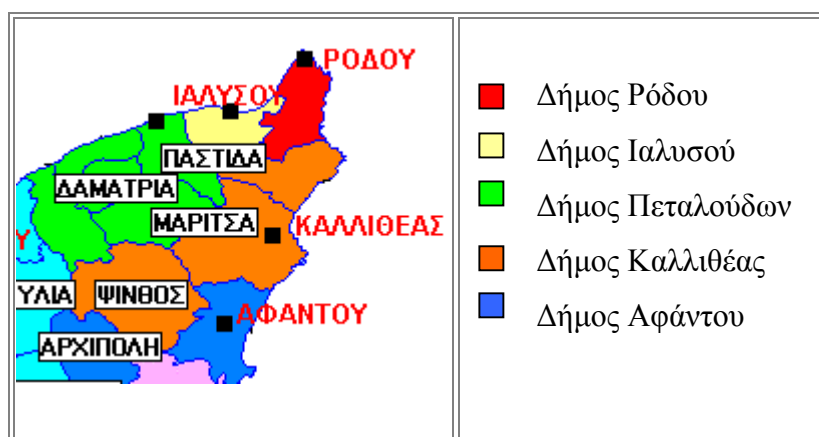 ΡΟΔΟΥ
ΙΑΛΥΣΟΥ
ΠΑΣΤΙΔΑ
ΔΑΜΑΤΡΙΑ
ΜΑΡΙΤΣΑ
ΚΑΛΛΙΘΕΑΣ
Υ
ΥΛΙΑ
ΨΙΝΘΟΣ
ΑΦΑΝΤΟΥ
ΑΡΧΙΠΟΛΗ
Δήμος Ρόδου
Δήμος Ιαλυσού
Δήμος Πεταλούδων
Δήμος Καλλιθέας
Δήμος Αφάντου